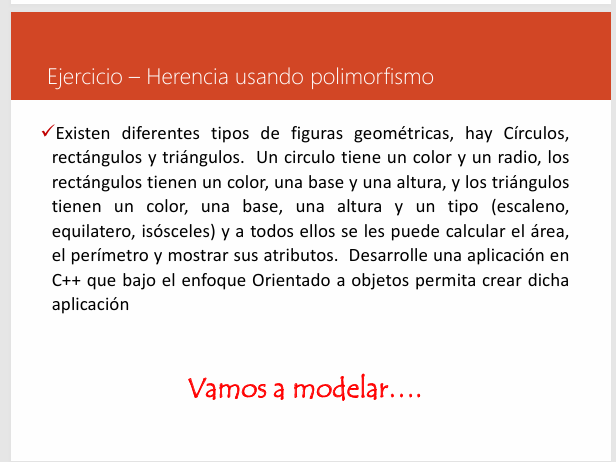 Ejercicio – Herencia usando polimorfismo
✓Existen diferentes tipos de figuras geométricas, hay Círculos,
rectángulos y triángulos. Un circulo tiene un color y un radio, los
rectángulos tienen un color, una base y una altura, y los triángulos
tienen un color, una base, una altura y un tipo (escaleno,
equilatero, isósceles) y a todos ellos se les puede calcular el área,
el perímetro y mostrar sus atributos. Desarrolle una aplicación en
C++ que bajo el enfoque Orientado a objetos permita crear dicha
aplicación
Vamos a modelar....